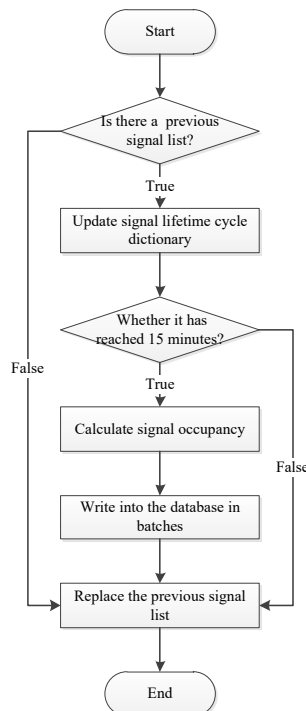 Start
Is there a previous
signal list?
True
Update signal lifetime cycle
dictionary
Whether it has
reached 15 minutes?
False
True
Calculate signal occupancy
False
Write into the database in
batches
Replace the previous signal
list
End